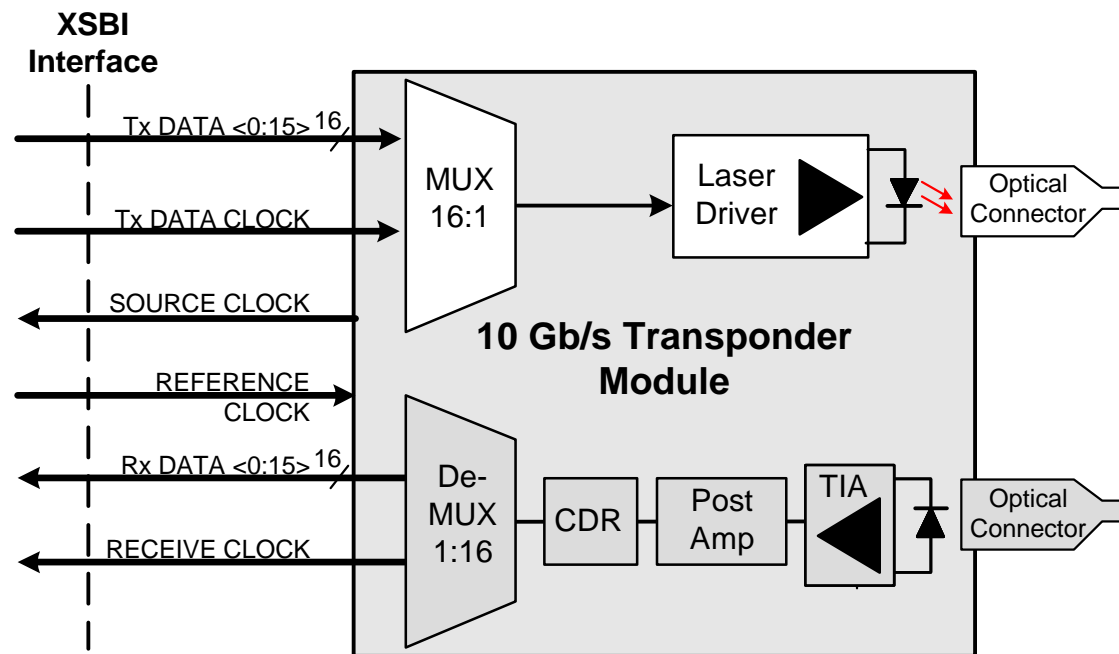 XSBI
Interface
Tx DATA <0:15> 16
Tx DATA CLOCK
SOURCE CLOCK
REFERENCE
CLOCK
Rx DATA <0:15> 16
RECEIVE CLOCK
MUX
16:1
Laser
Driver
Optical
Connector
10 Gb/s Transponder
Module
De-
MUX
1:16
CDR
Post
Amp
TIA
Optical
Connector